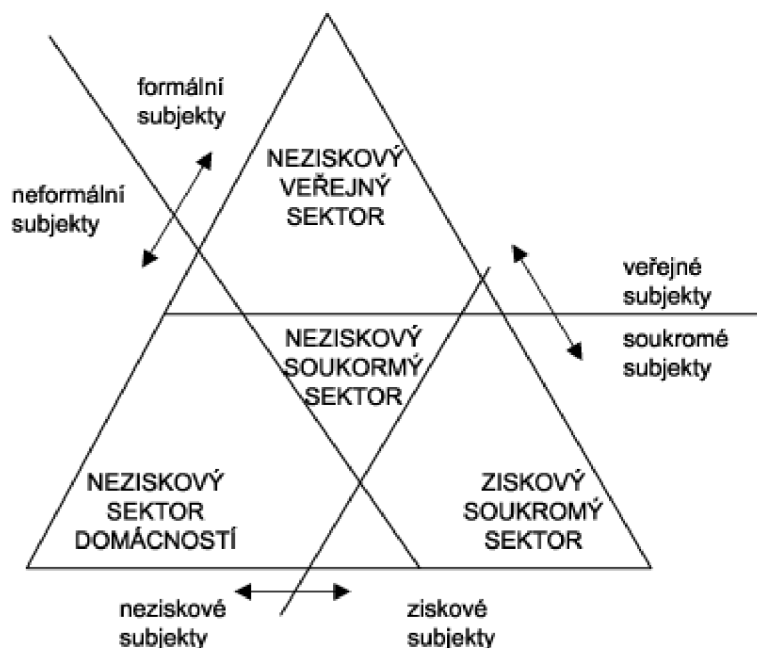 formální
subjekty
neformální
subjekty
NEZISKOVÝ
VEŘEJNÝ
SEKTOR
veřejné
subjekty
soukromé
subjekty
NEZISKOVÝ
SOUKORMÝ
SEKTOR
NEZISKOVÝ
SEKTOR
DOMÁCNOSTÍ
ZISKOVÝ
SOUKROMÝ
SEKTOR
neziskové
subjekty
ziskové
subjekty